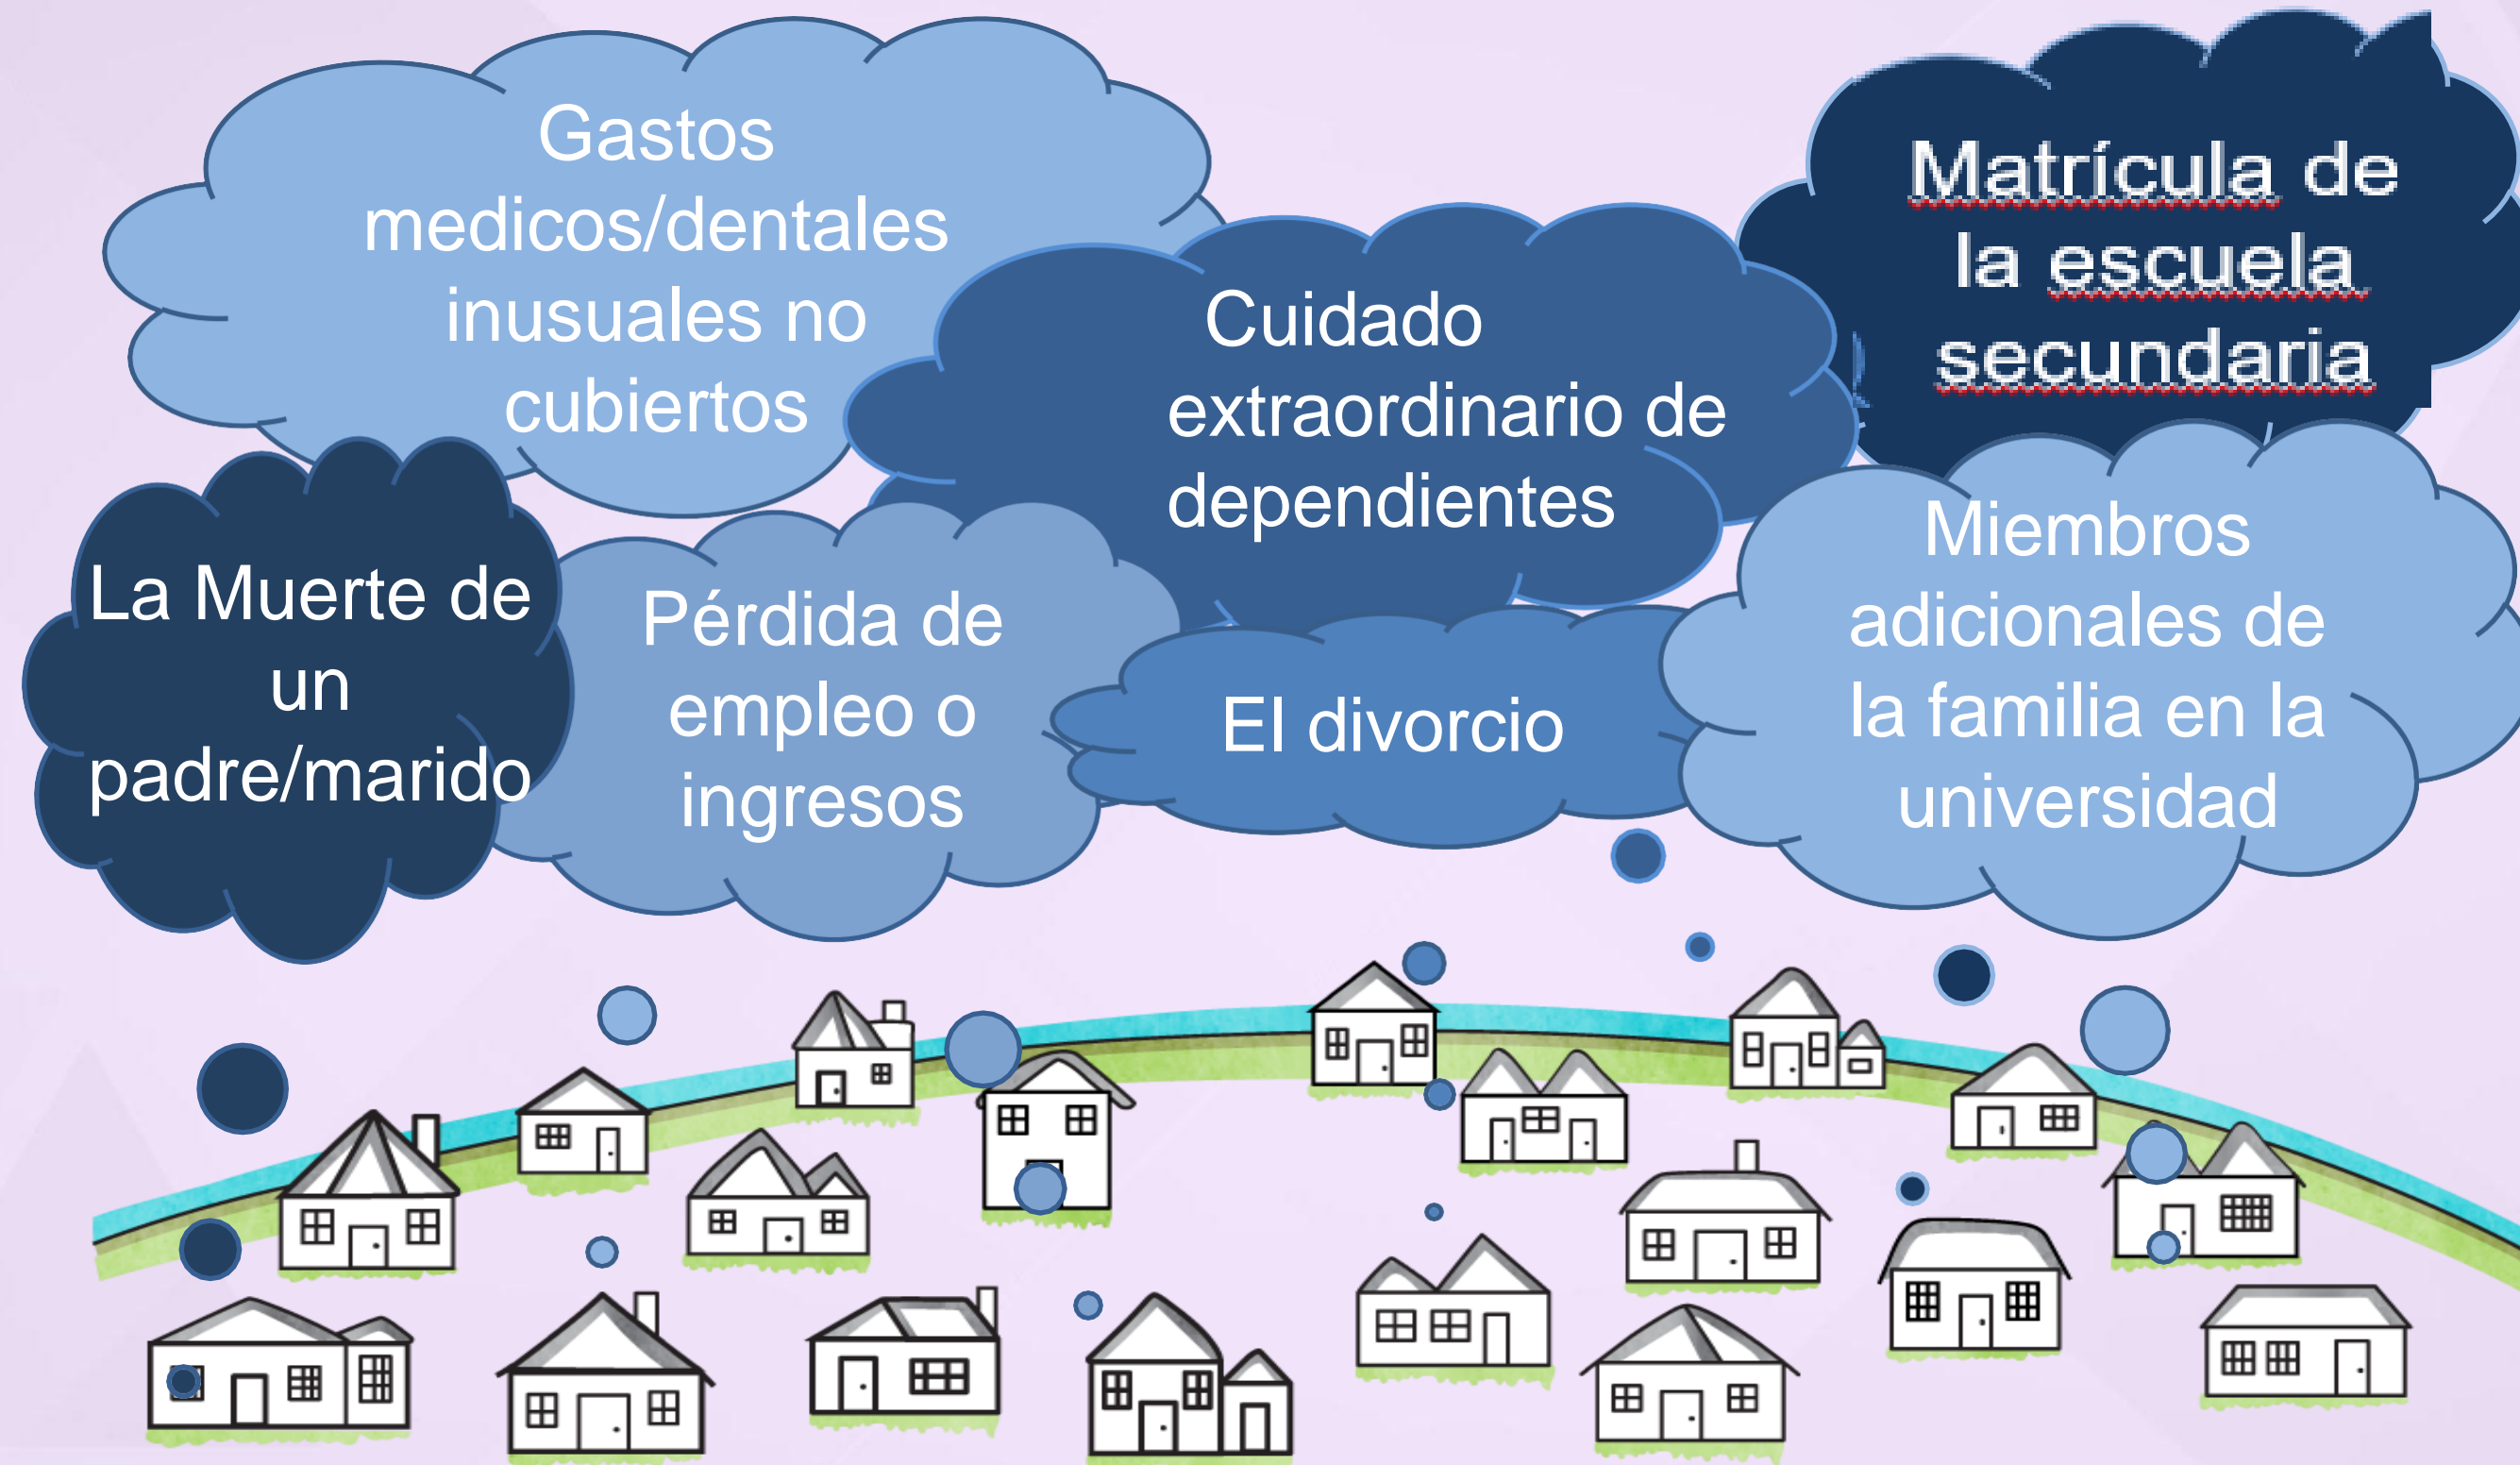 Gastos
medicos/dentales
inusuales no
cubiertos
Cuidado
extraordinario de
dependientes
Matrícula de
la escuela
secundaria
La Muerte de
un
padre/marido
Pérdida de
empleo o
ingresos
El divorcio
Miembros
adicionales de
la familia en la
universidad